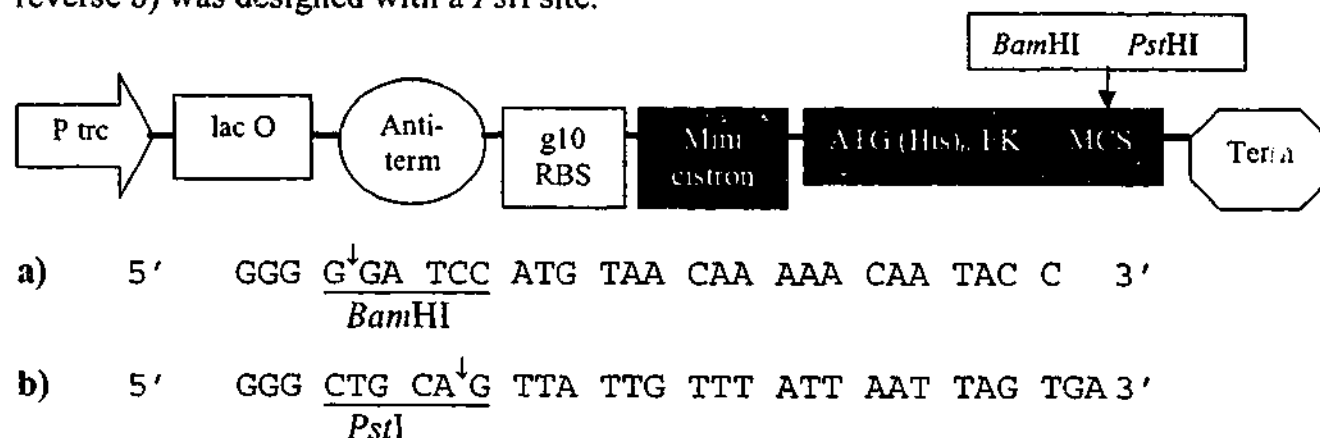 reverse b) was designed with a PstI site.
BamHI PstHI
P trc
lac O
Anti-
term
g10
RBS
Mini
cistron
ATG (His)₆ EK MCS
Term
a) 5′ GGG G↓GA TCC ATG TAA CAA AAA CAA TAC C 3′
BamHI
b) 5′ GGG CTG CA↓G TTA TTG TTT ATT AAT TAG TGA 3′
PstI